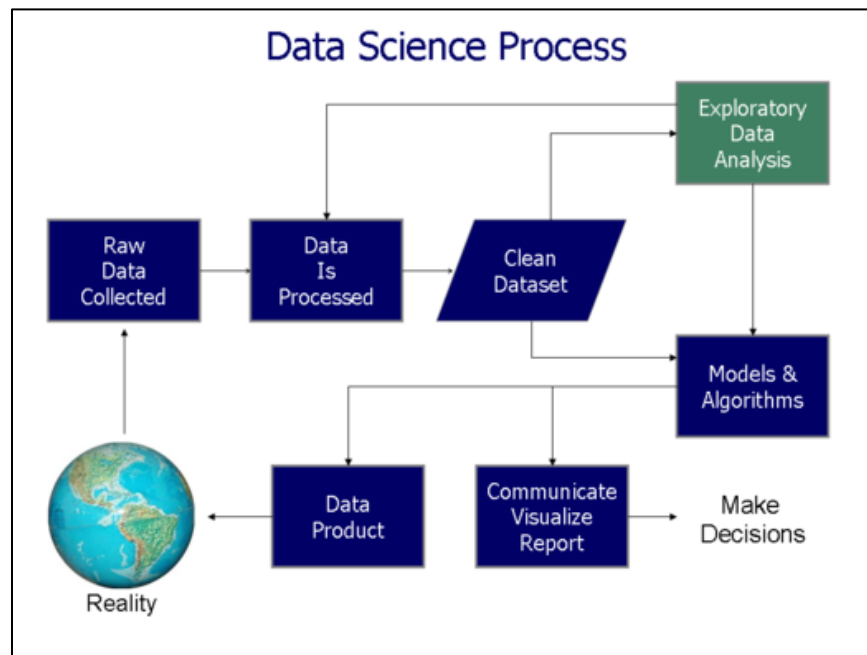 Data Science Process
Exploratory
Data
Analysis
Raw
Data
Collected
Data
Is
Processed
Clean
Dataset
Models &
Algorithms
Data
Product
Communicate
Visualize
Report
Make
Decisions
Reality